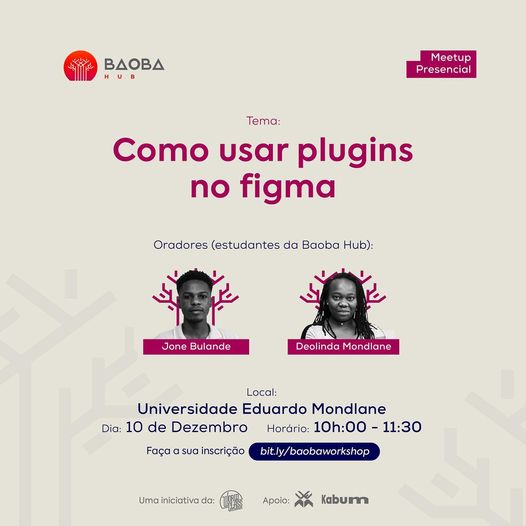 BAOBA
HUB
Meetup
Presencial
Tema:
Como usar plugins
no figma
Oradores (estudantes da Baoba Hub):
Jone Bulande
Deolinda Mondlane
Local:
Universidade Eduardo Mondlane
Dia: 10 de Dezembro Horário: 10h:00 - 11:30
Faça a sua inscrição bit.ly/baobaworkshop
Uma iniciativa da:
Apoio: Kabum